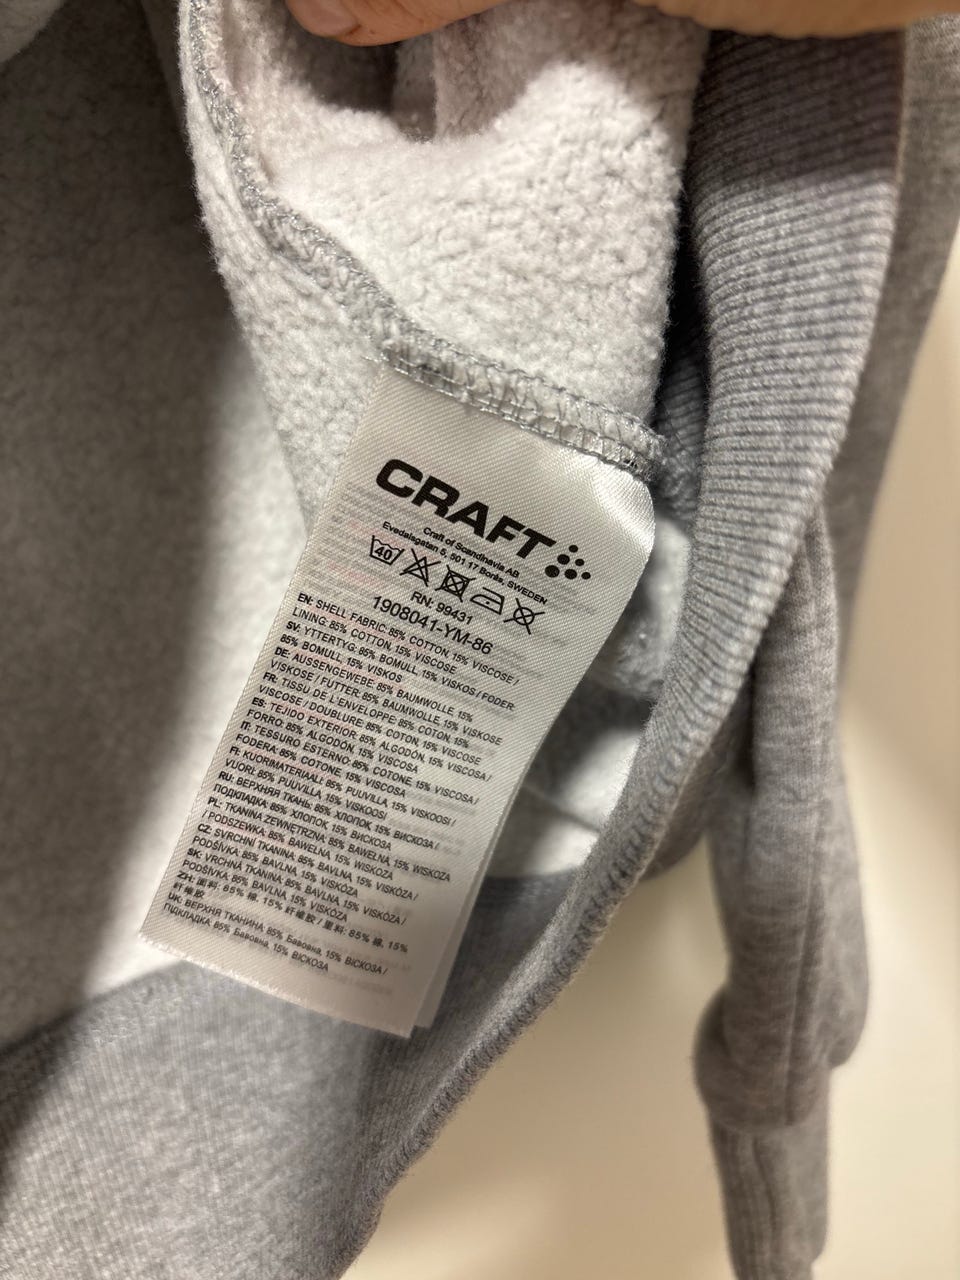 CRAFT
Craft of Scandinavia AB
Evedalsgatan 5, 501 17 Borås, SWEDEN
40
RN: 99431
1908041-YM-86
EN: SHELL FABRIC: 85% COTTON, 15% VISCOSE /
LINING: 85% COTTON, 15% VISCOSE
SV: YTTERTYG: 85% BOMULL, 15% VISKOS / FODER:
85% BOMULL, 15% VISKOS
DE: AUSSENGEWEBE: 85% BAUMWOLLE, 15%
VISKOSE / FUTTER: 85% BAUMWOLLE, 15% VISKOSE
FR: TISSU DE L'ENVELOPPE: 85% COTON, 15%
VISCOSE / DOUBLURE: 85% COTON, 15% VISCOSE
ES: TEJIDO EXTERIOR: 85% ALGODÓN, 15% VISCOSA /
FORRO: 85% ALGODÓN, 15% VISCOSA
IT: TESSURO ESTERNO: 85% COTONE, 15% VISCOSA /
FODERA: 85% COTONE, 15% VISCOSA
FI: KUORIMATERIAALI: 85% PUUVILLA, 15% VISKOOSI /
VUORI: 85% PUUVILLA, 15% VISKOOSI
RU: ВЕРХНЯЯ ТКАНЬ: 85% ХЛОПОК, 15% ВИСКОЗА /
ПОДКЛАДКА: 85% ХЛОПОК, 15% ВИСКОЗА
PL: TKANINA ZEWNĘTRZNA: 85% BAWEŁNA, 15% WISKOZA
/ PODSZEWKA: 85% BAWEŁNA, 15% WISKOZA
CZ: SVRCHNÍ TKANINA: 85% BAVLNA, 15% VISKÓZA /
PODŠÍVKA: 85% BAVLNA, 15% VISKÓZA
SK: VRCHNÁ TKANINA: 85% BAVLNA, 15% VISKÓZA /
PODŠÍVKA: 85% BAVLNA, 15% VISKÓZA
ZH: 面料: 85% 棉, 15% 纤维胶 / 里料: 85% 棉, 15%
纤维胶
UK: ВЕРХНЯ ТКАНИНА: 85% Бавовна, 15% ВІСКОЗА /
ПІДКЛАДКА: 85% Бавовна, 15% ВІСКОЗА